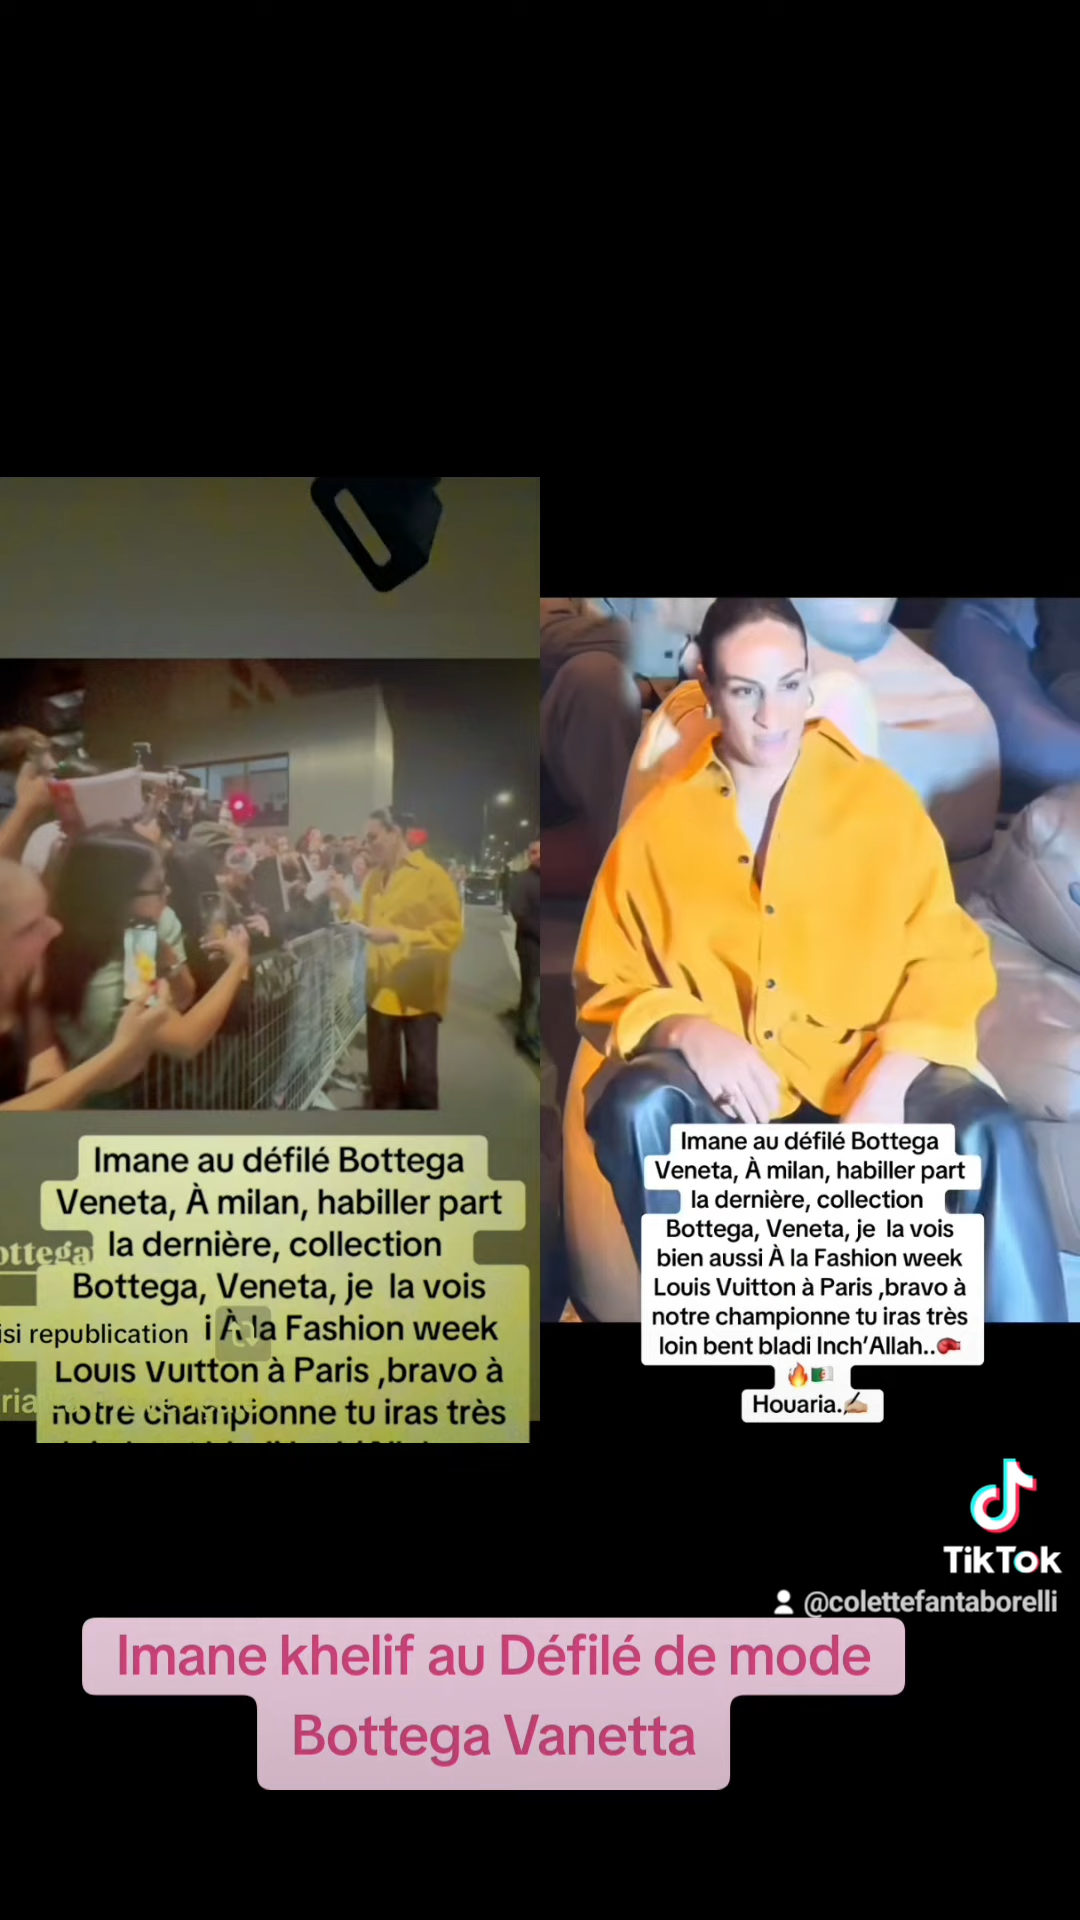 Imane au défilé Bottega
Veneta, À milan, habiller part
la dernière, collection
Bottega, Veneta, je  la vois
i À la Fashion week
Louis Vuitton à Paris ,bravo à
notre championne tu iras très
ottega
isi republication
Imane au défilé Bottega
Veneta, À milan, habiller part
la dernière, collection
Bottega, Veneta, je  la vois
bien aussi À la Fashion week
Louis Vuitton à Paris ,bravo à
notre championne tu iras très
loin bent bladi Inch’Allah..🥊
🔥🇩🇿
Houaria.✍🏼
TikTok
@colettefantaborelli
Imane khelif au Défilé de mode
Bottega Vanetta